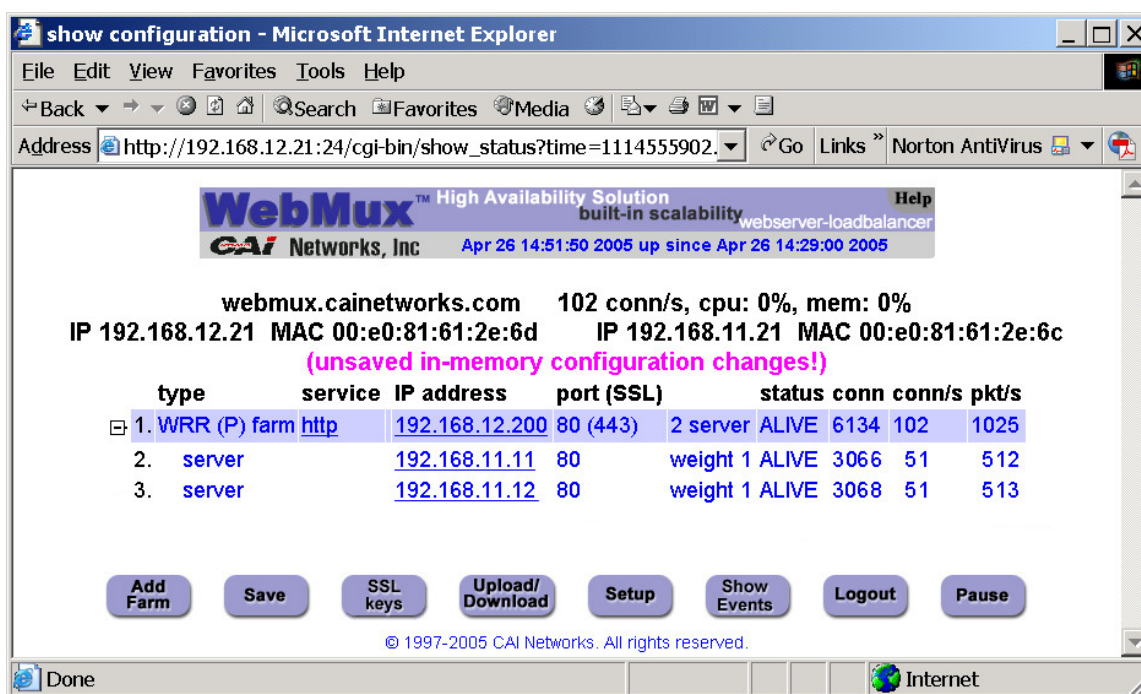 show configuration - Microsoft Internet Explorer
File Edit View Favorites Tools Help
Back Search Favorites Media
Address http://192.168.12.21:24/cgi-bin/show_status?time=1114555902. Go Links » Norton AntiVirus
WebMux™ High Availability Solution Help
built-in scalability webserver-loadbalancer
CAI Networks, Inc Apr 26 14:51:50 2005 up since Apr 26 14:29:00 2005
webmux.cainetworks.com 102 conn/s, cpu: 0%, mem: 0%
IP 192.168.12.21 MAC 00:e0:81:61:2e:6d IP 192.168.11.21 MAC 00:e0:81:61:2e:6c
(unsaved in-memory configuration changes!)
type service IP address port (SSL) status conn conn/s pkt/s
1. WRR (P) farm http 192.168.12.200 80 (443) 2 server ALIVE 6134 102 1025
2. server 192.168.11.11 80 weight 1 ALIVE 3066 51 512
3. server 192.168.11.12 80 weight 1 ALIVE 3068 51 513
Add Farm Save SSL keys Upload/Download Setup Show Events Logout Pause
© 1997-2005 CAI Networks. All rights reserved.
Done Internet